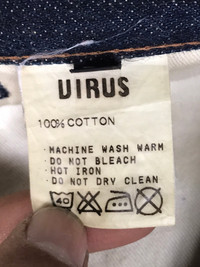 VIRUS
100% COTTON
· MACHINE WASH WARM
· DO NOT BLEACH
· HOT IRON
· DO NOT DRY CLEAN
40